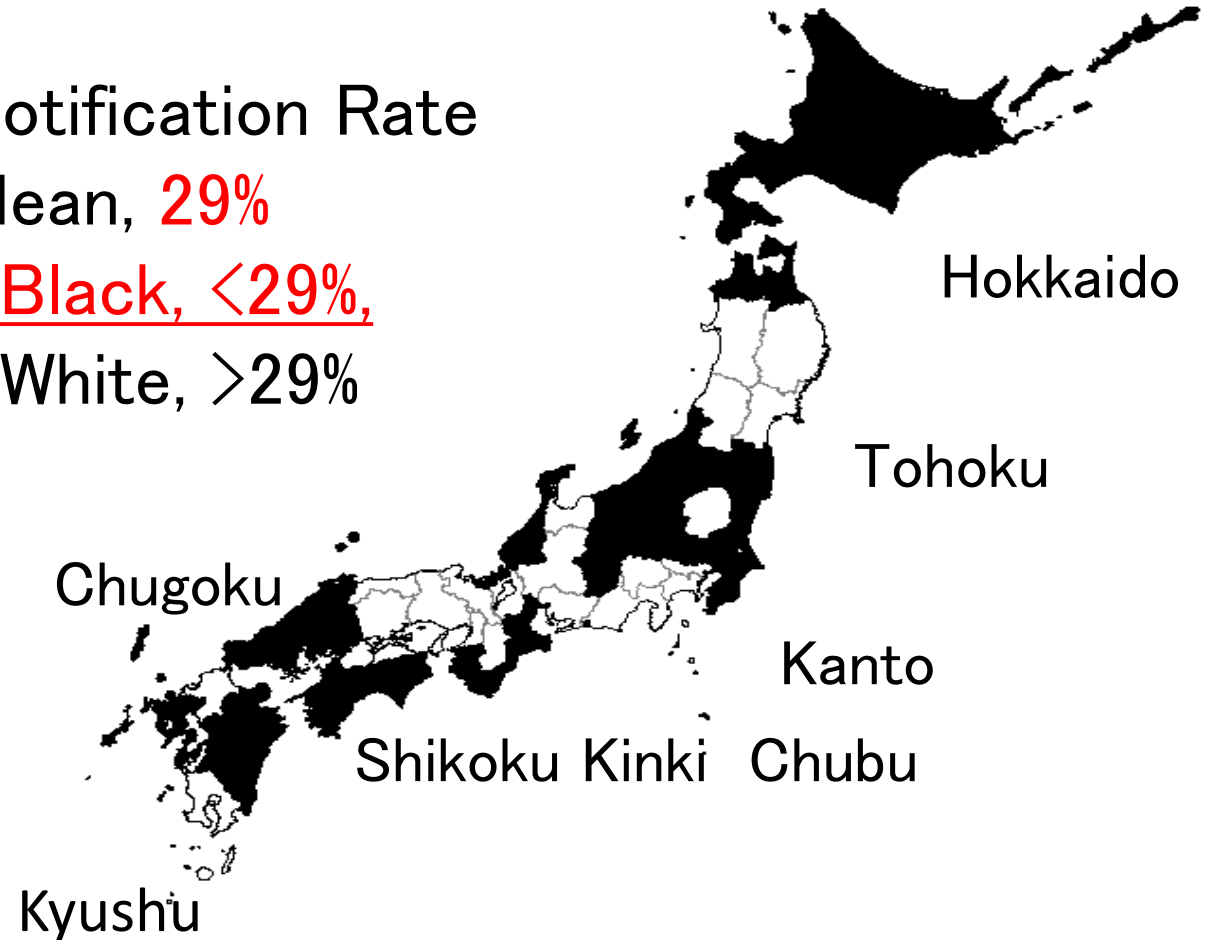 otification Rate
lean, 29%
Black, <29%,
White, >29%
Hokkaido
Tohoku
Chugoku
Kanto
Shikoku Kinki Chubu
Kyushu